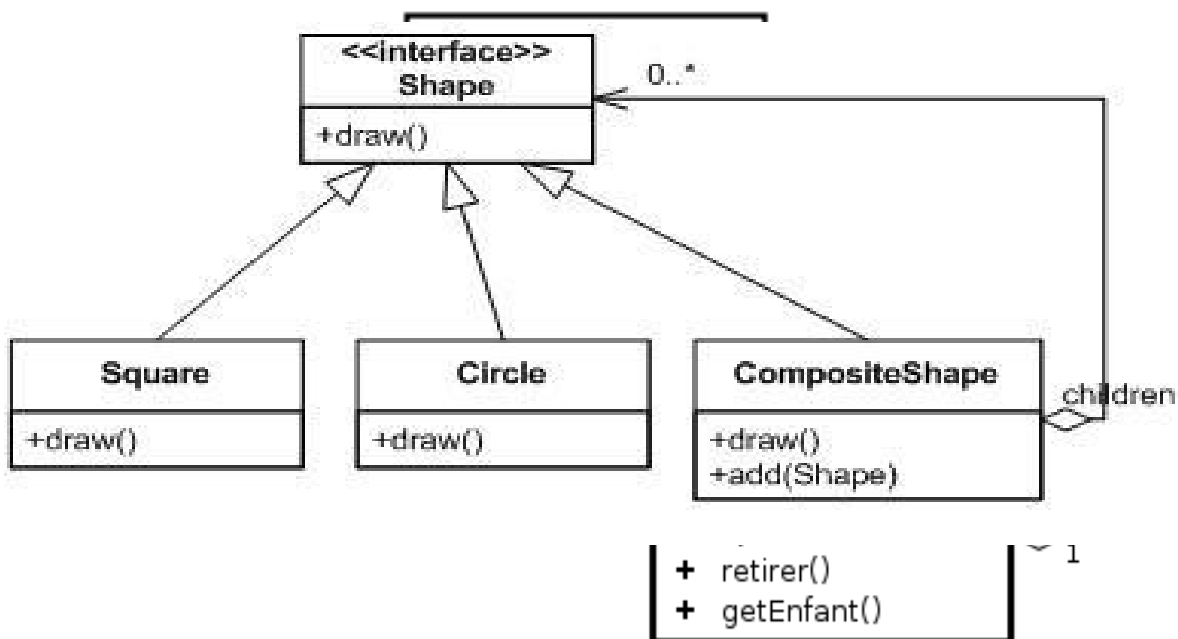 <<interface>>
Shape
0..*
+draw()
Square
+draw()
Circle
+draw()
CompositeShape
children
+draw()
+add(Shape)
1
+ retirer()
+ getEnfant()